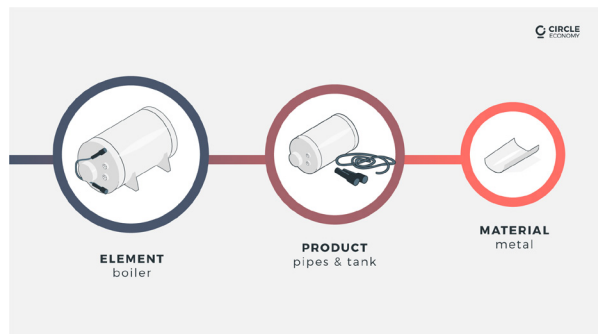 CIRCLE
ECONOMY
ELEMENT
boiler
PRODUCT
pipes & tank
MATERIAL
metal